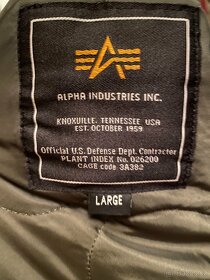 ALPHA INDUSTRIES INC.
KNOXVILLE, TENNESSEE USA
EST. OCTOBER 1959
Official U.S. Defense Dept. Contractor
PLANT INDEX No. 026200
CAGE code 3A382
LARGE